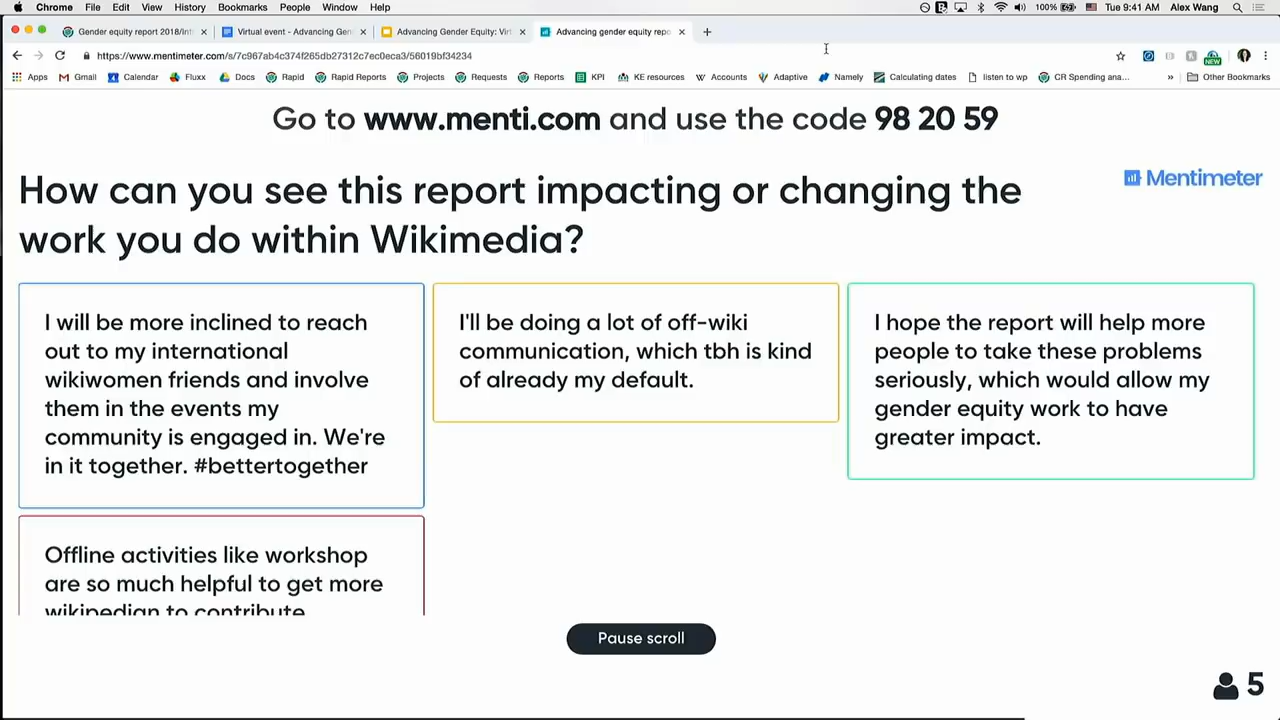 Chrome File Edit View History Bookmarks People Window Help 100% Tue 9:41 AM Alex Wang
Gender equity report 2018/Int Virtual event - Advancing Gen Advancing Gender Equity: Virt Advancing gender equity repo
https://www.mentimeter.com/s/7c967ab4c374f265db27312c7ec0eca3/56019bf34234
NEW
Apps Gmail Calendar Fluxx Docs Rapid Rapid Reports Projects Requests Reports KPI KE resources Accounts Adaptive Namely Calculating dates listen to wp CR Spending ana... » Other Bookmarks
Go to www.menti.com and use the code 98 20 59
How can you see this report impacting or changing the
work you do within Wikimedia?
Mentimeter
I will be more inclined to reach
out to my international
wikiwomen friends and involve
them in the events my
community is engaged in. We're
in it together. #bettertogether
I'll be doing a lot of off-wiki
communication, which tbh is kind
of already my default.
I hope the report will help more
people to take these problems
seriously, which would allow my
gender equity work to have
greater impact.
Offline activities like workshop
are so much helpful to get more
wikipedian to contribute
Pause scroll
5